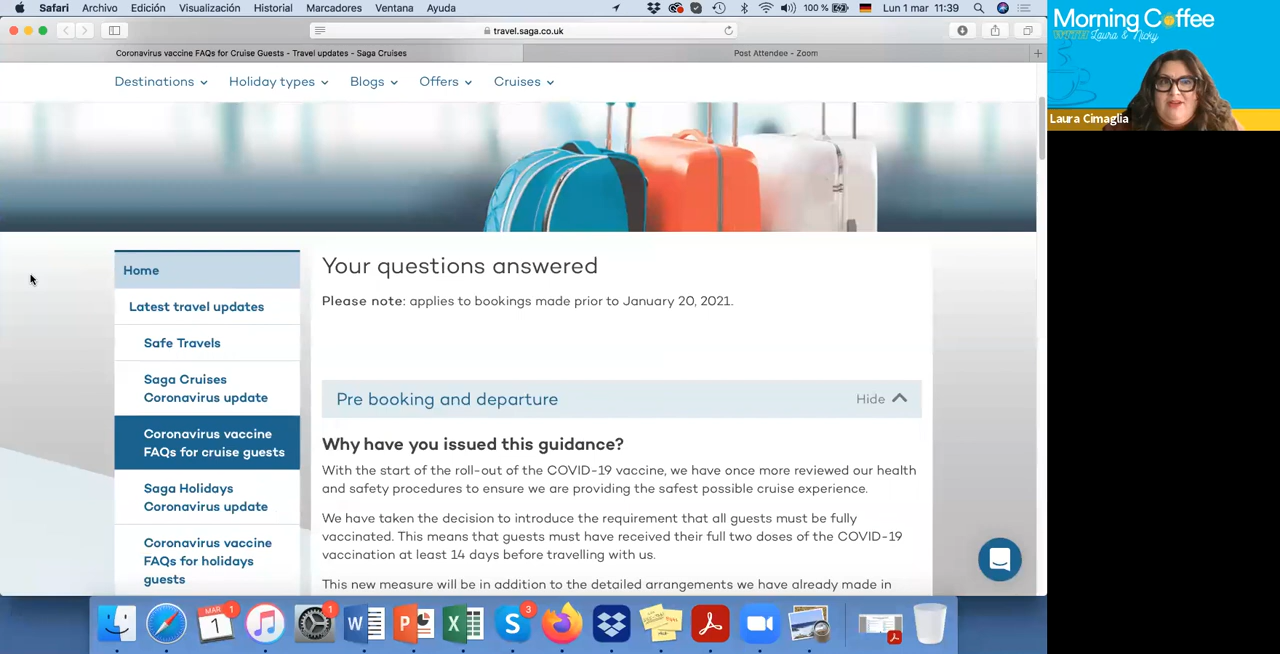 Safari Archivo Edición Visualización Historial Marcadores Ventana Ayuda 100 % Lun 1 mar 11:39
travel.saga.co.uk
Coronavirus vaccine FAQs for Cruise Guests - Travel updates - Saga Cruises
Post Attendee - Zoom
Destinations Holiday types Blogs Offers Cruises
Morning Coffee
WITH Laura & Nicky
Laura Cimaglia
Home
Latest travel updates
Safe Travels
Saga Cruises
Coronavirus update
Coronavirus vaccine
FAQs for cruise guests
Saga Holidays
Coronavirus update
Coronavirus vaccine
FAQs for holidays
guests
Your questions answered
Please note: applies to bookings made prior to January 20, 2021.
Pre booking and departure Hide
Why have you issued this guidance?
With the start of the roll-out of the COVID-19 vaccine, we have once more reviewed our health
and safety procedures to ensure we are providing the safest possible cruise experience.
We have taken the decision to introduce the requirement that all guests must be fully
vaccinated. This means that guests must have received their full two doses of the COVID-19
vaccination at least 14 days before travelling with us.
This new measure will be in addition to the detailed arrangements we have already made in
MAR 1
1
1
W P X S 3